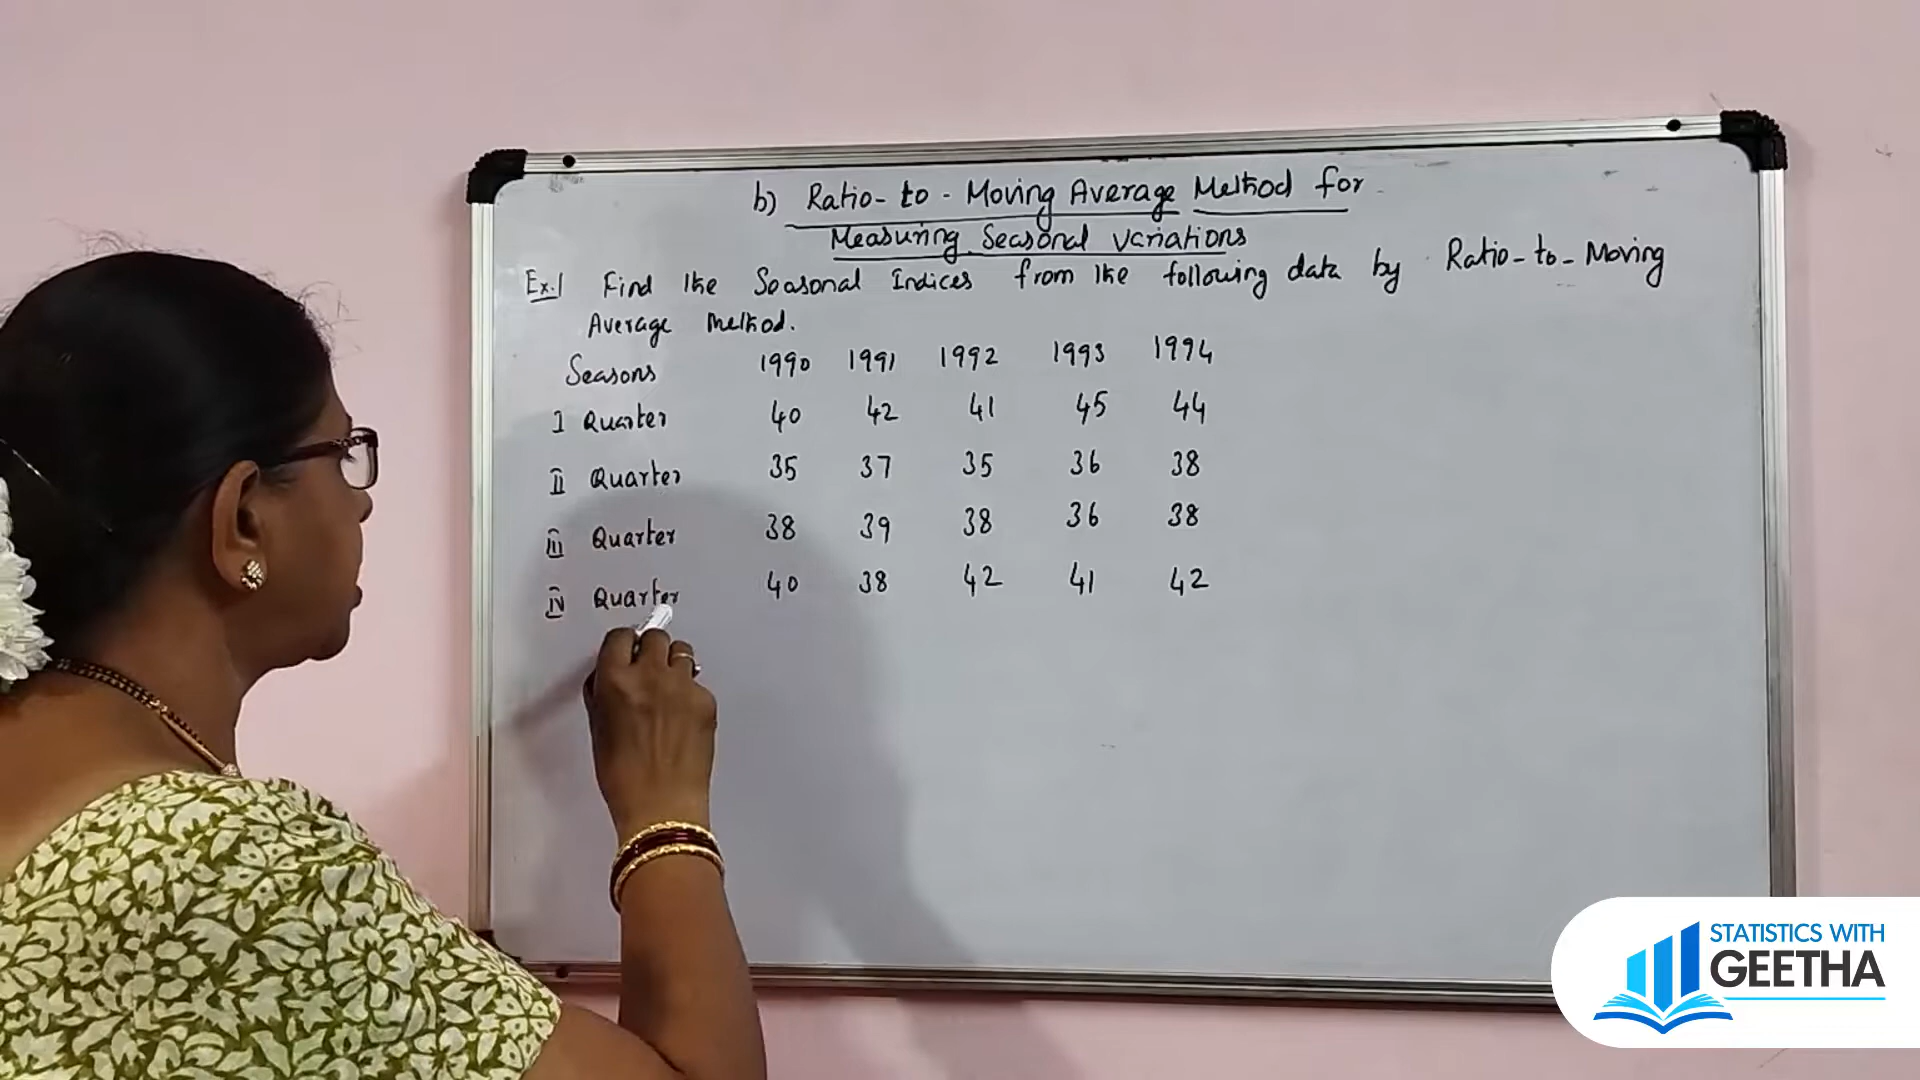 b) Ratio-to-Moving Average Method for
Measuring Seasonal Variations
Ex.1 Find the Seasonal Indices from the following data by Ratio-to-Moving
Average Method.
Seasons 1990 1991 1992 1993 1994
I Quarter 40 42 41 45 44
II Quarter 35 37 35 36 38
III Quarter 38 39 38 36 38
IV Quarter 40 38 42 41 42
STATISTICS WITH
GEETHA